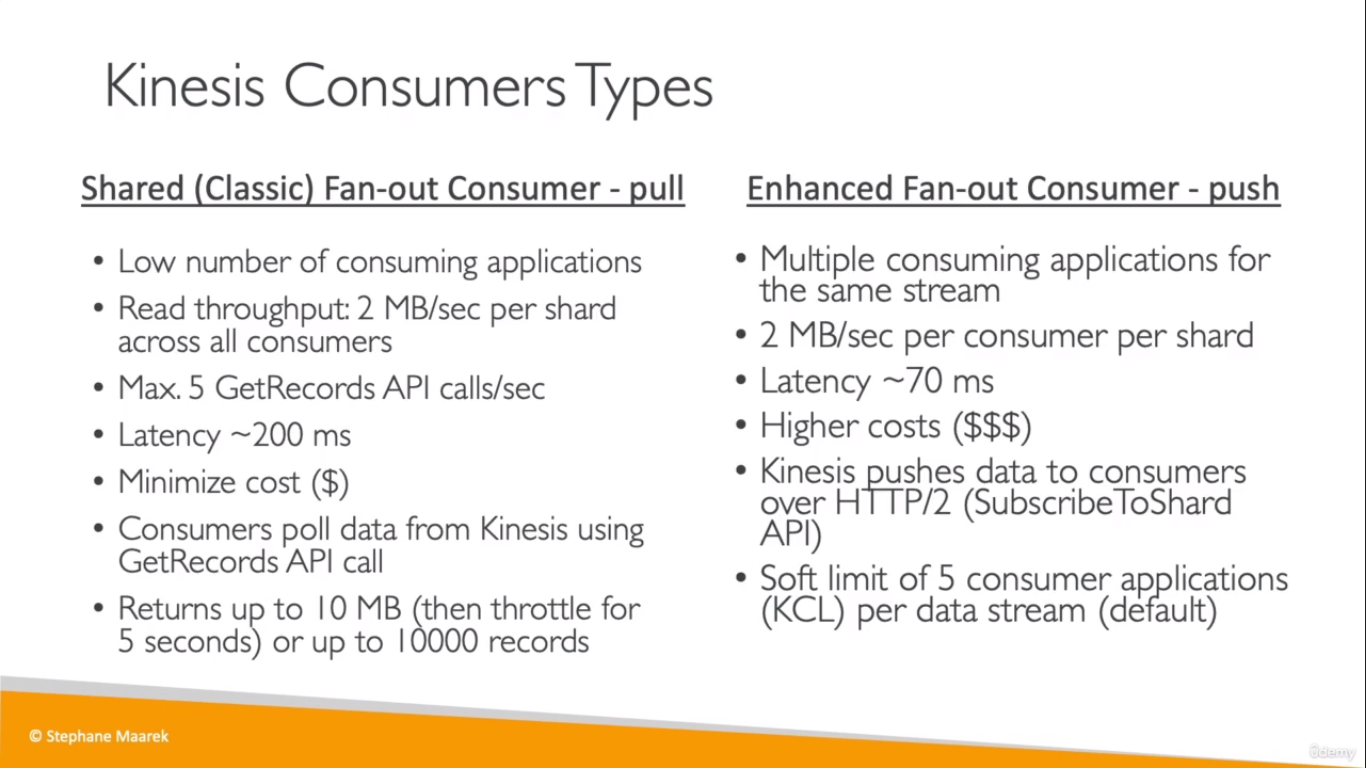 Kinesis Consumers Types
Shared (Classic) Fan-out Consumer - pull
• Low number of consuming applications
• Read throughput: 2 MB/sec per shard
across all consumers
• Max. 5 GetRecords API calls/sec
• Latency ~200 ms
• Minimize cost ($)
• Consumers poll data from Kinesis using
GetRecords API call
• Returns up to 10 MB (then throttle for
5 seconds) or up to 10000 records
Enhanced Fan-out Consumer - push
• Multiple consuming applications for
the same stream
• 2 MB/sec per consumer per shard
• Latency ~70 ms
• Higher costs ($$$)
• Kinesis pushes data to consumers
over HTTP/2 (SubscribeToShard
API)
• Soft limit of 5 consumer applications
(KCL) per data stream (default)
© Stephane Maarek
ûdemy